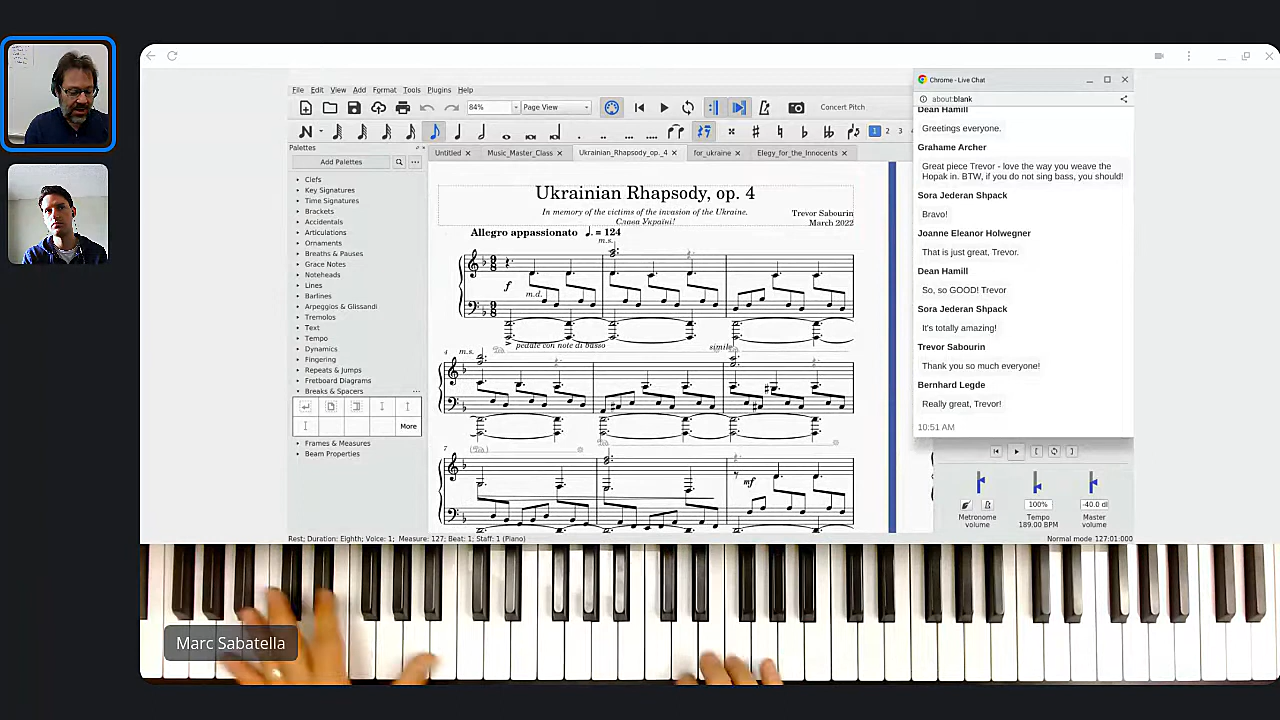 File Edit View Add Format Tools Plugins Help
84%
Page View
Concert Pitch
N
1 2 3
Palettes
Add Palettes
Clefs
Key Signatures
Time Signatures
Brackets
Accidentals
Articulations
Ornaments
Breaths & Pauses
Grace Notes
Noteheads
Lines
Barlines
Arpeggios & Glissandi
Tremolos
Text
Tempo
Dynamics
Fingering
Repeats & Jumps
Fretboard Diagrams
Breaks & Spacers
More
Frames & Measures
Beam Properties
Untitled
Music_Master_Class
Ukrainian_Rhapsody,op._4
for_ukraine
Elegy_for_the_Innocents
Ukrainian Rhapsody, op. 4
In memory of the victims of the invasion of the Ukraine.
Слава Україні!
Trevor Sabourin
March 2022
Allegro appassionato ♩. = 124
m.s.
f
m.d.
pedale con note di basso
simile
4
m.s.
7
mf
Chrome - Live Chat
about:blank
Dean Hamill
Greetings everyone.
Grahame Archer
Great piece Trevor - love the way you weave the
Hopak in. BTW, if you do not sing bass, you should!
Sora Jederan Shpack
Bravo!
Joanne Eleanor Holwegner
That is just great, Trevor.
Dean Hamill
So, so GOOD! Trevor
Sora Jederan Shpack
It's totally amazing!
Trevor Sabourin
Thank you so much everyone!
Bernhard Legde
Really great, Trevor!
10:51 AM
100%
-40.0 dl
Metronome
volume
Tempo
189.00 BPM
Master
volume
Rest; Duration: Eighth; Voice: 1; Measure: 127; Beat: 1; Staff: 1 (Piano)
Normal mode 127:01:000
Marc Sabatella